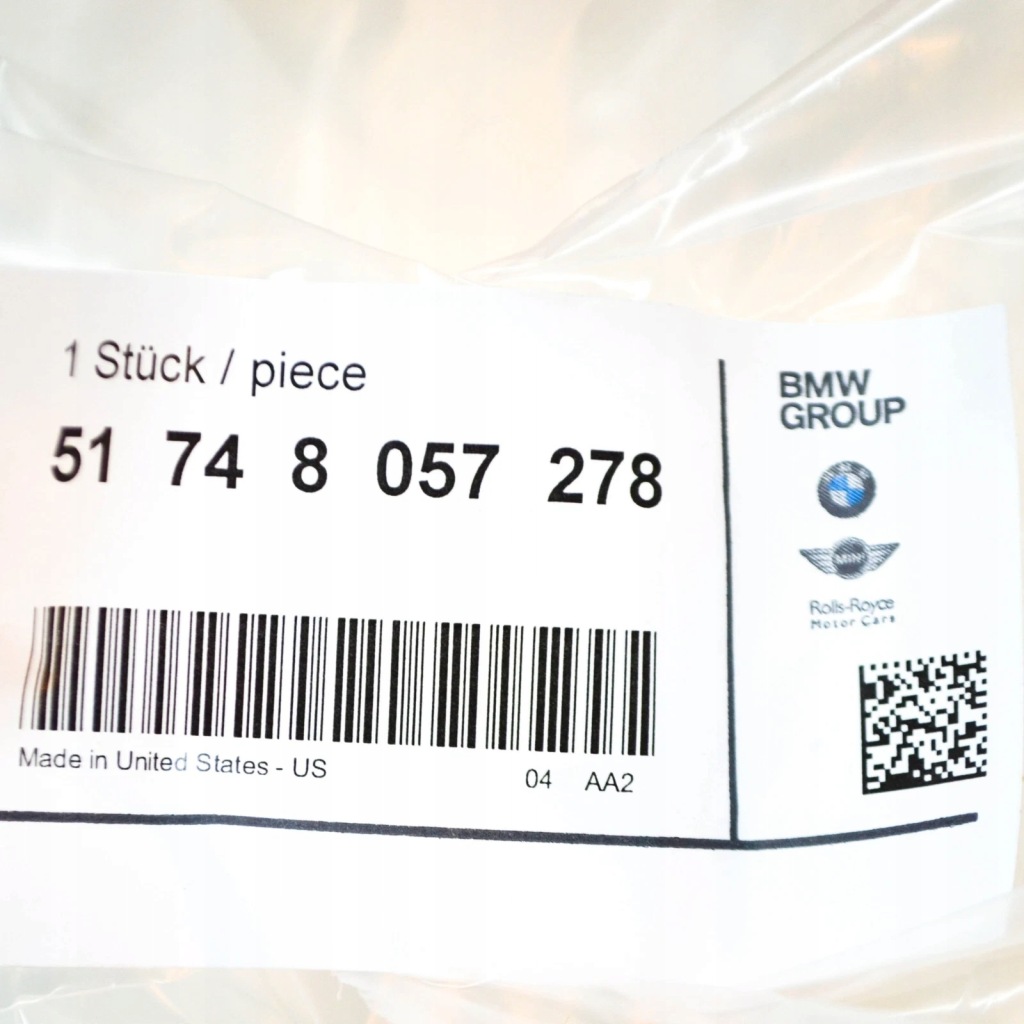 1 Stück / piece
51 74 8 057 278
Made in United States - US
04 AA2
BMW
GROUP
MINI
Rolls-Royce
Motor Cars